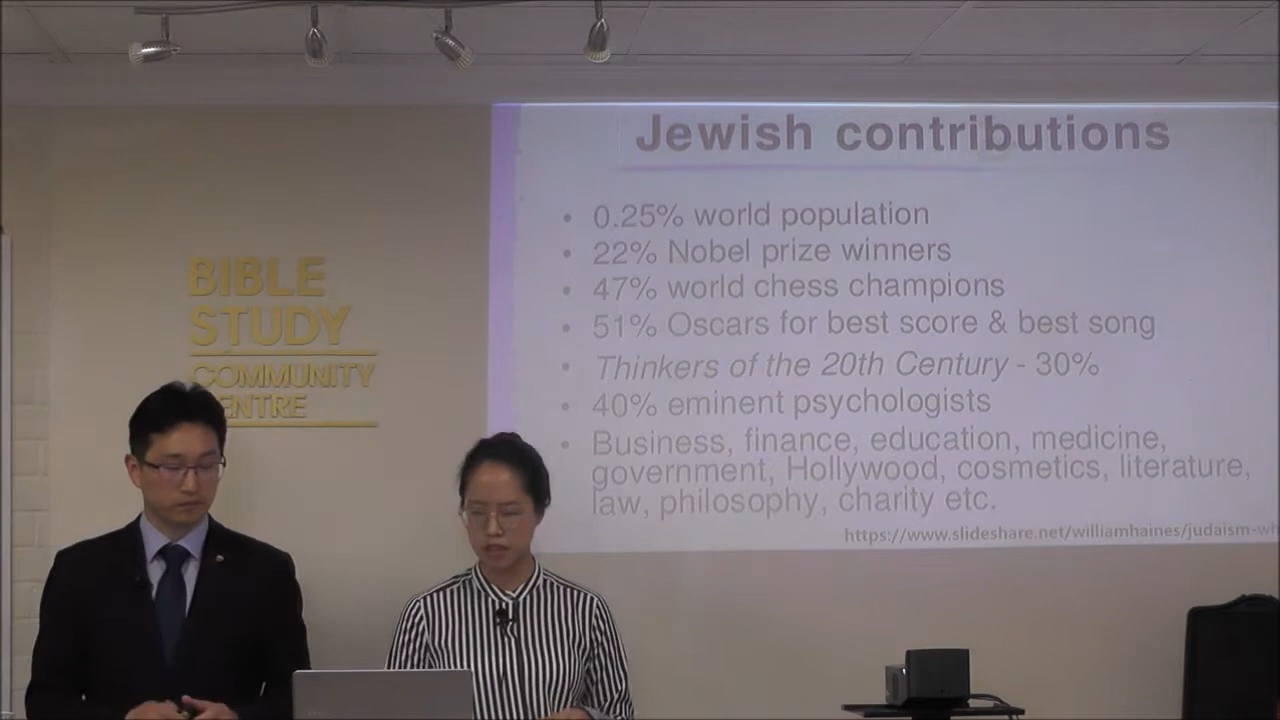 BIBLE
STUDY
COMMUNITY
ENTRE
Jewish contributions
• 0.25% world population
• 22% Nobel prize winners
• 47% world chess champions
• 51% Oscars for best score & best song
• Thinkers of the 20th Century - 30%
• 40% eminent psychologists
• Business, finance, education, medicine,
government, Hollywood, cosmetics, literature,
law, philosophy, charity etc.
https://www.slideshare.net/williamhaines/judaism-wh